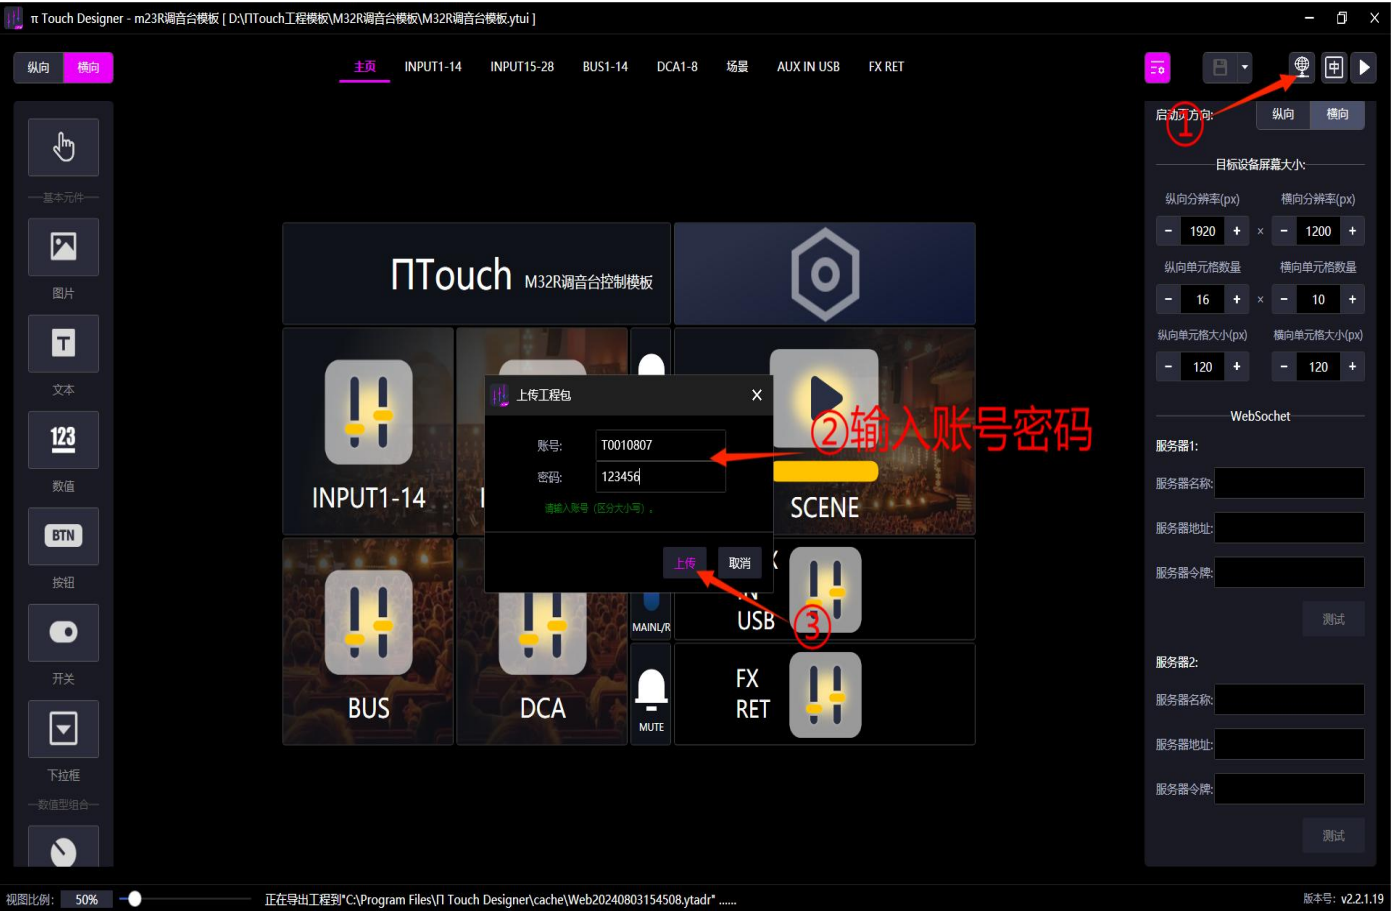 π Touch Designer - m23R调音台模板 [ D:\ΠTouch工程模板\M32R调音台模板\M32R调音台模板.ytui ]
纵向 横向
主页 INPUT1-14 INPUT15-28 BUS1-14 DCA1-8 场景 AUX IN USB FX RET
中
①
启动页方向: 纵向 横向
目标设备屏幕大小:
基本元件
纵向分辨率(px) 横向分辨率(px)
- 1920 + × - 1200 +
纵向单元格数量 横向单元格数量
- 16 + × - 10 +
纵向单元格大小(px) 横向单元格大小(px)
- 120 + - 120 +
图片
T
文本
123
数值
BTN
按钮
开关
下拉框
数值型组合
ΠTouch M32R调音台控制模板
INPUT1-14
SCENE
上传工程包 X
账号: T0010807
密码: 123456
请输入账号（区分大小写）。
上传 取消
②输入账号密码
③
IN
USB
MAINL/R
BUS
DCA
MUTE
FX
RET
WebSochet
服务器1:
服务器名称:
服务器地址:
服务器令牌:
测试
服务器2:
服务器名称:
服务器地址:
服务器令牌:
测试
视图比例: 50% 正在导出工程到"C:\Program Files\Π Touch Designer\cache\Web20240803154508.ytadr" ...... 版本号: v2.2.1.19